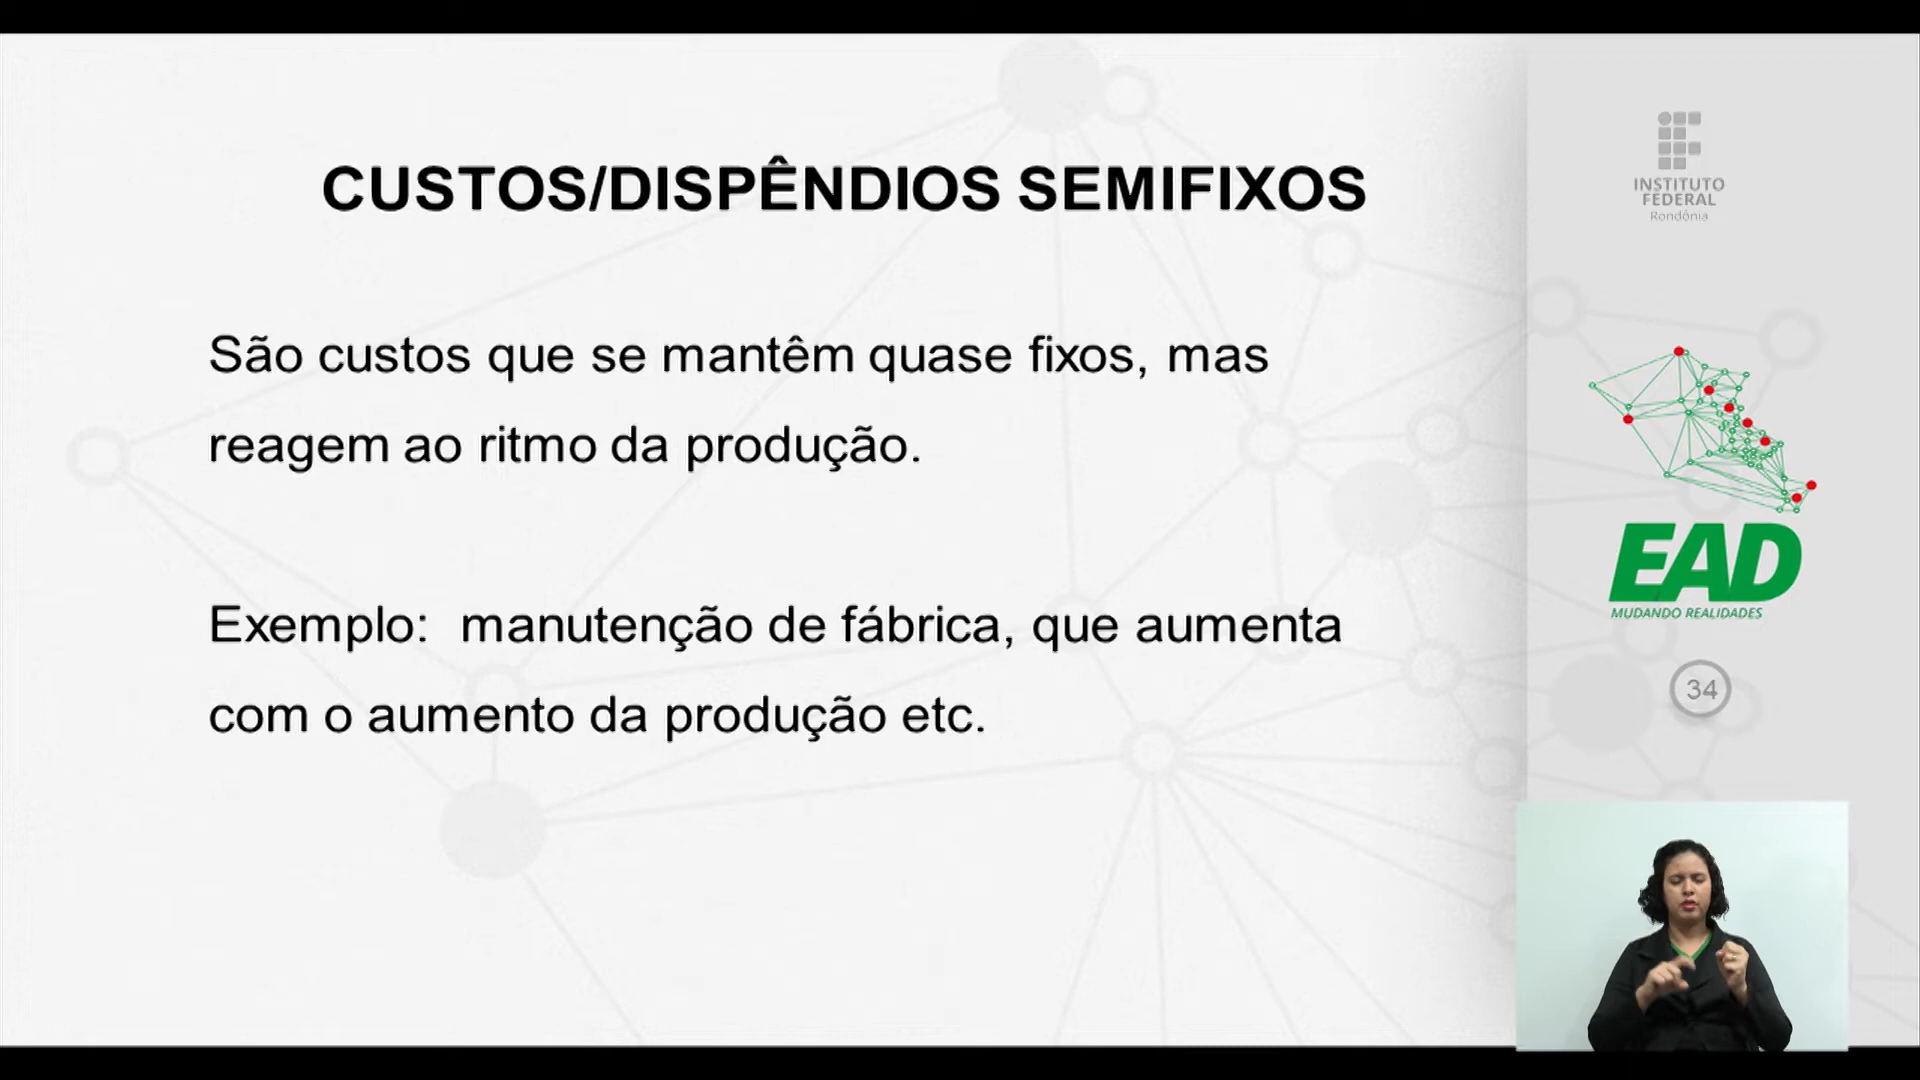 CUSTOS/DISPÊNDIOS SEMIFIXOS
São custos que se mantêm quase fixos, mas
reagem ao ritmo da produção.
Exemplo: manutenção de fábrica, que aumenta
com o aumento da produção etc.
INSTITUTO
FEDERAL
Rondônia
EAD
MUDANDO REALIDADES
34